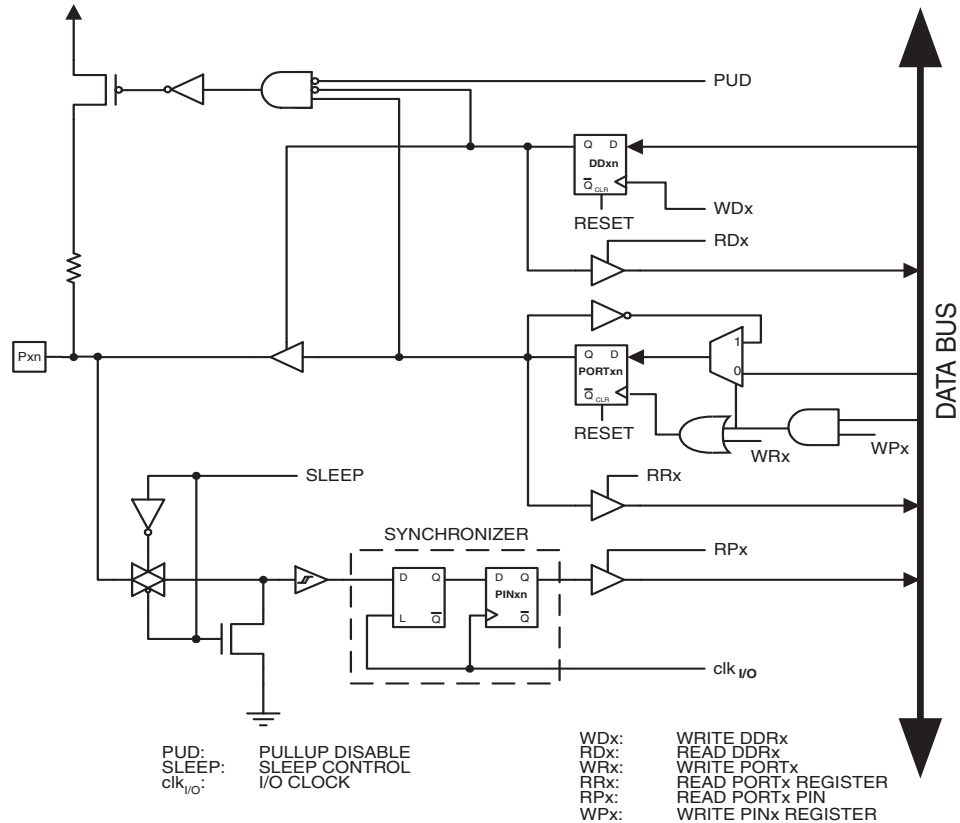 PUD
Q D
DDxn
Q CLR
WDx
RESET
RDx
Pxn
1
Q D
PORTxn
0
Q CLR
RESET
WRx
WPx
DATA BUS
SLEEP
RRx
SYNCHRONIZER
RPx
D Q
D Q
PINxn
L Q
Q
clk I/O
PUD: PULLUP DISABLE
SLEEP: SLEEP CONTROL
clkI/O: I/O CLOCK
WDx: WRITE DDRx
RDx: READ DDRx
WRx: WRITE PORTx
RRx: READ PORTx REGISTER
RPx: READ PORTx PIN
WPx: WRITE PINx REGISTER